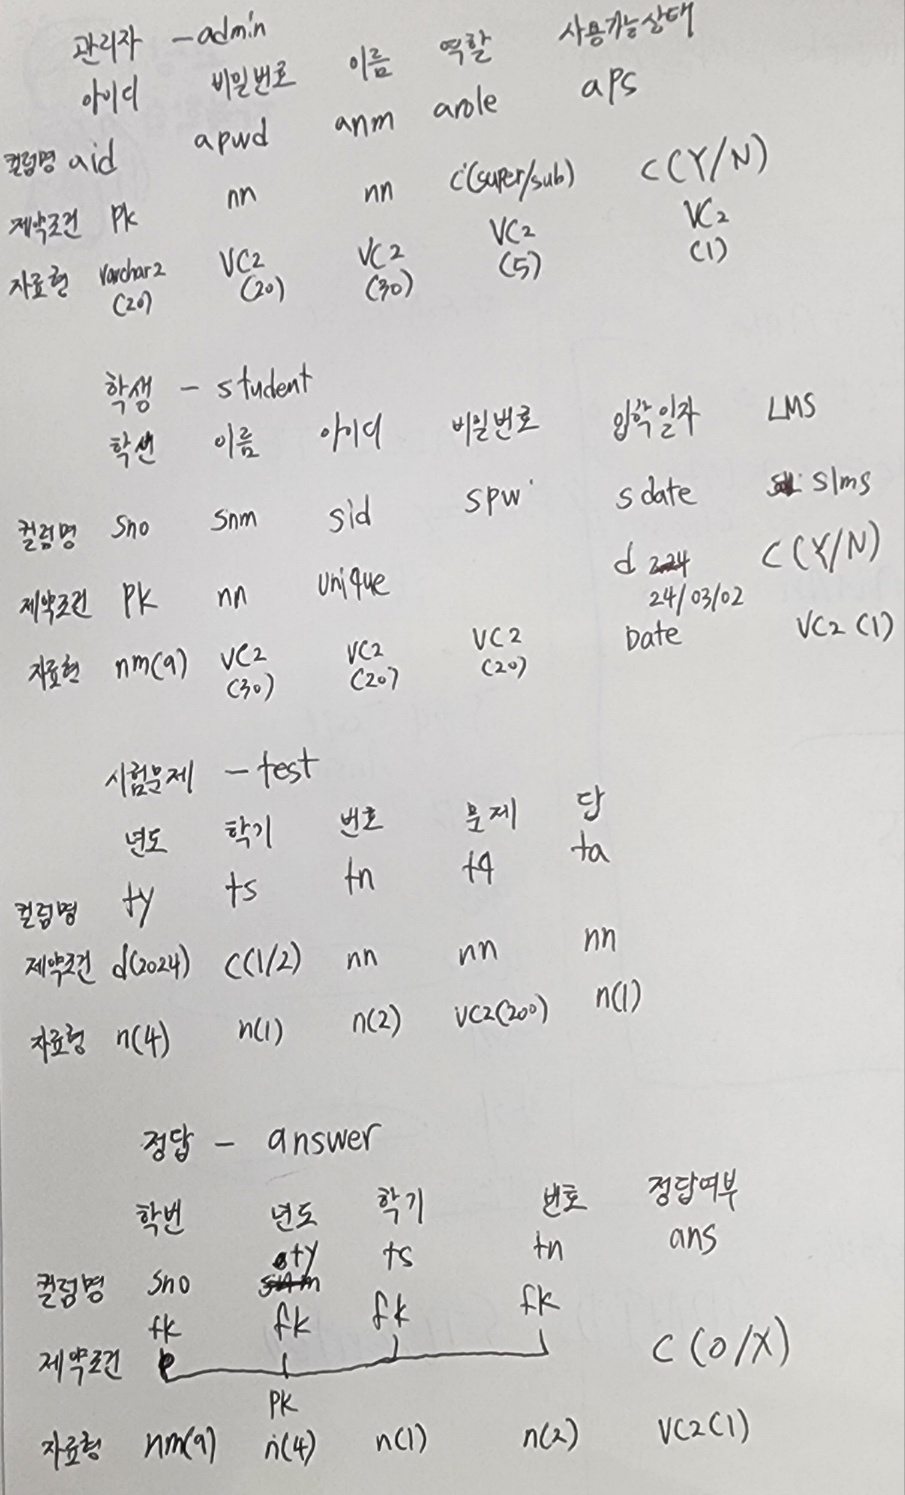 관리자 - admin
아이디 비밀번호 이름 역할 사용가능상태
컬럼명 aid apwd anm arole aps
제약조건 Pk nn nn c(super/sub) C(Y/N)
자료형 varchar2(20) VC2(20) VC2(30) VC2(5) VC2(1)
학생 - student
이름 아이디 비밀번호 입학일자 LMS
컬럼명 sno snm sid spw sdate slms
제약조건 PK nn unique d 24/03/02 C(Y/N)
자료형 nm(9) VC2(30) VC2(20) VC2(20) Date VC2(1)
시험문제 - test
년도 학기 번호 문제 답
컬럼명 ty ts tn tq ta
제약조건 d(2024) C(1/2) nn nn nn
자료형 n(4) n(1) n(2) VC2(200) n(1)
정답 - answer
학번 년도 학기 번호 정답여부
컬럼명 sno ty ts tn ans
제약조건 fk fk fk fk C(O/X)
PK
자료형 nm(9) n(4) n(1) n(2) VC2(1)